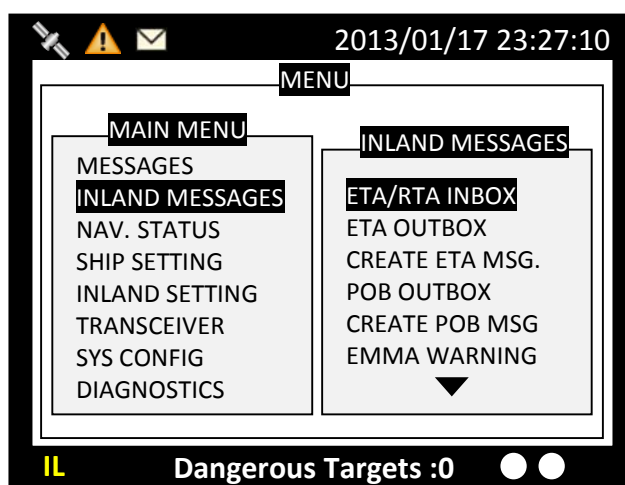 2013/01/17 23:27:10
MENU
MAIN MENU
MESSAGES
INLAND MESSAGES
NAV. STATUS
SHIP SETTING
INLAND SETTING
TRANSCEIVER
SYS CONFIG
DIAGNOSTICS
INLAND MESSAGES
ETA/RTA INBOX
ETA OUTBOX
CREATE ETA MSG.
POB OUTBOX
CREATE POB MSG
EMMA WARNING
IL Dangerous Targets :0